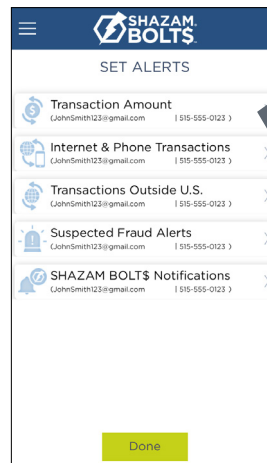 SHAZAM.
BOLT$.
SET ALERTS
Transaction Amount
(JohnSmith123@gmail.com | 515-555-0123 )
Internet & Phone Transactions
(JohnSmith123@gmail.com | 515-555-0123 )
Transactions Outside U.S.
(JohnSmith123@gmail.com | 515-555-0123 )
Suspected Fraud Alerts
(JohnSmith123@gmail.com | 515-555-0123 )
SHAZAM BOLT$ Notifications
(JohnSmith123@gmail.com | 515-555-0123 )
Done